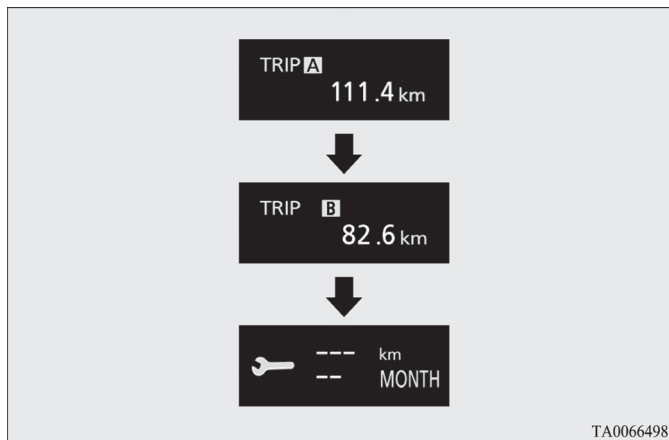 TRIP A
111.4 km
TRIP B
82.6 km
--- km
-- MONTH
TA0066498